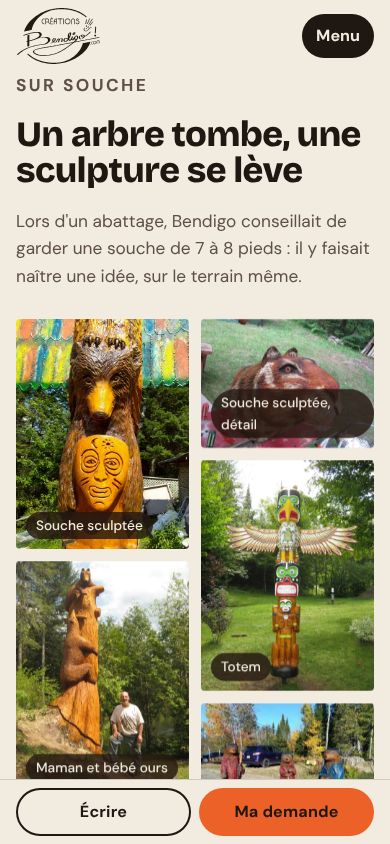 CRÉATIONS
Bendigo!
Menu
SUR SOUCHE
Un arbre tombe, une
sculpture se lève
Lors d'un abattage, Bendigo conseillait de
garder une souche de 7 à 8 pieds : il y faisait
naître une idée, sur le terrain même.
Souche sculptée,
détail
Souche sculptée
Totem
Maman et bébé ours
Écrire
Ma demande